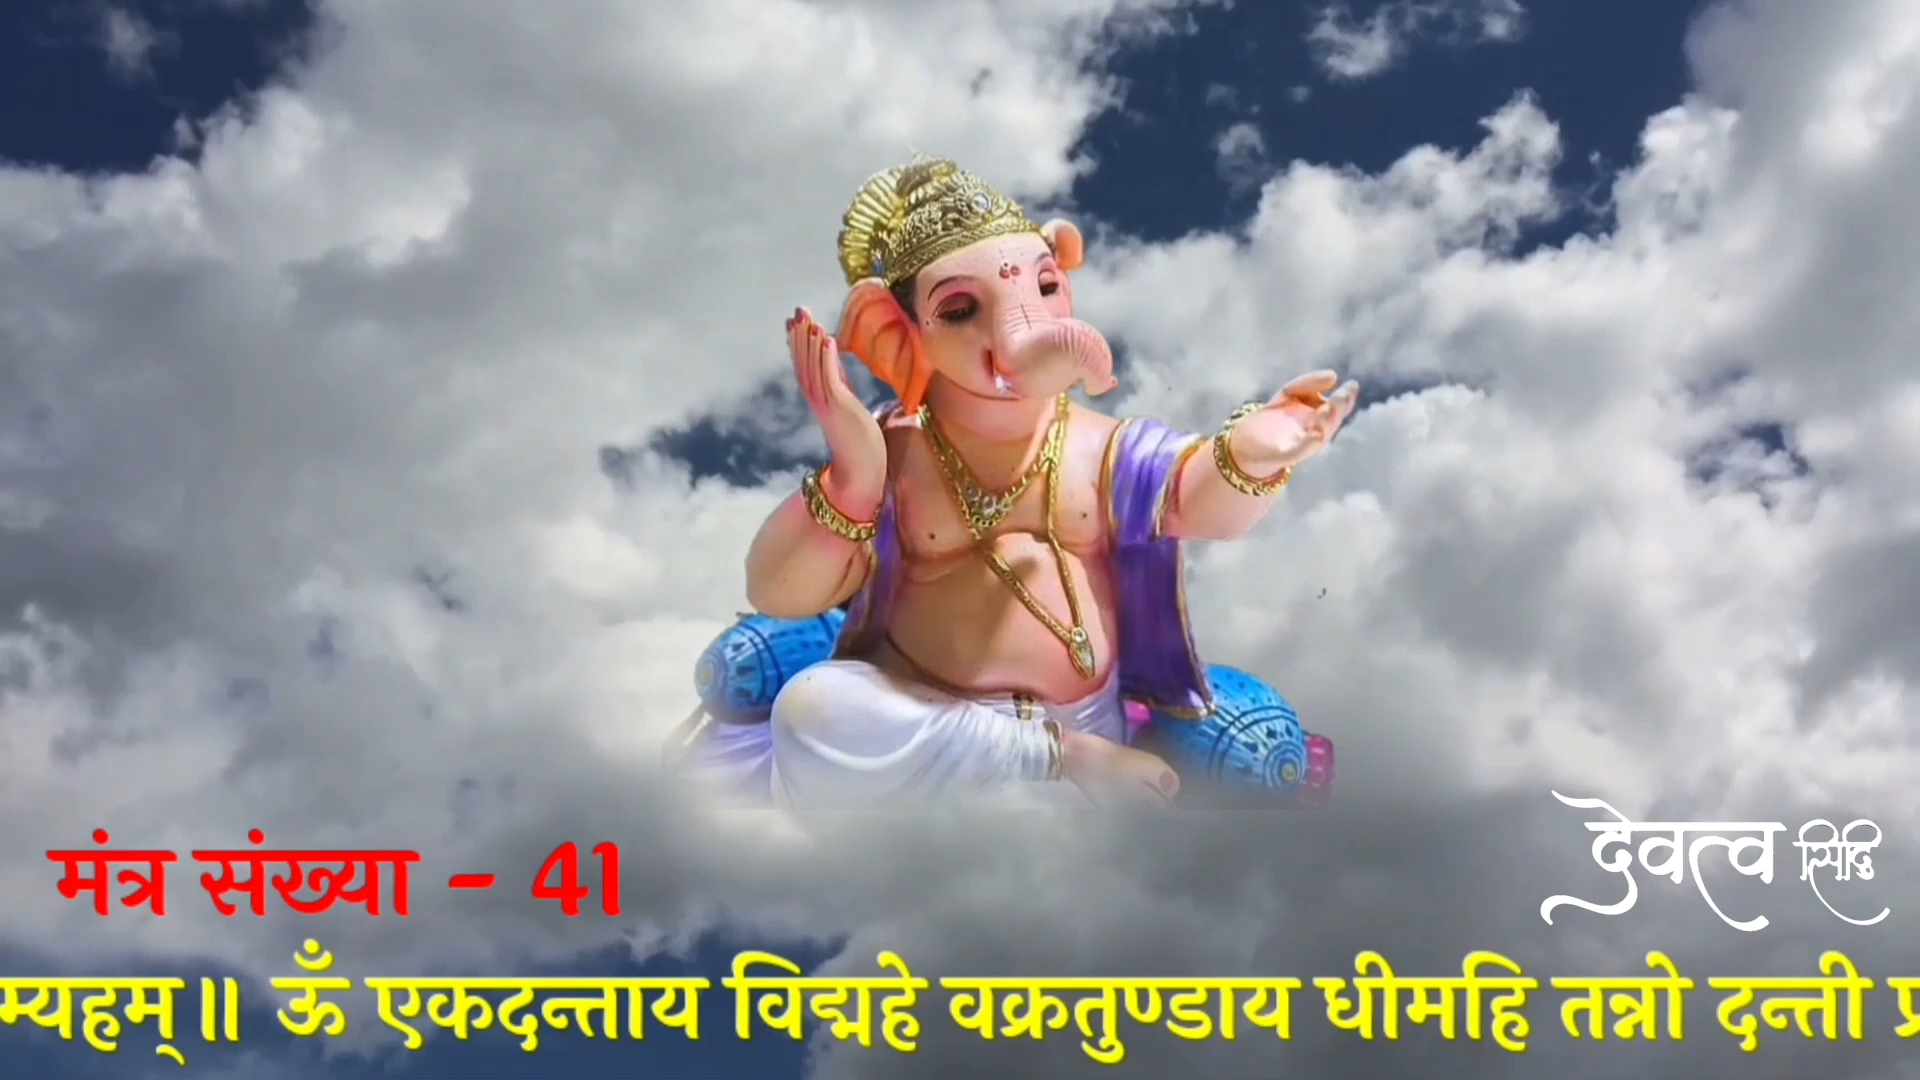 देवत्व सिद्धि
मंत्र संख्या - 41
म्यहम्॥ ॐ एकदन्ताय विद्महे वक्रतुण्डाय धीमहि तन्नो दन्ती प्र